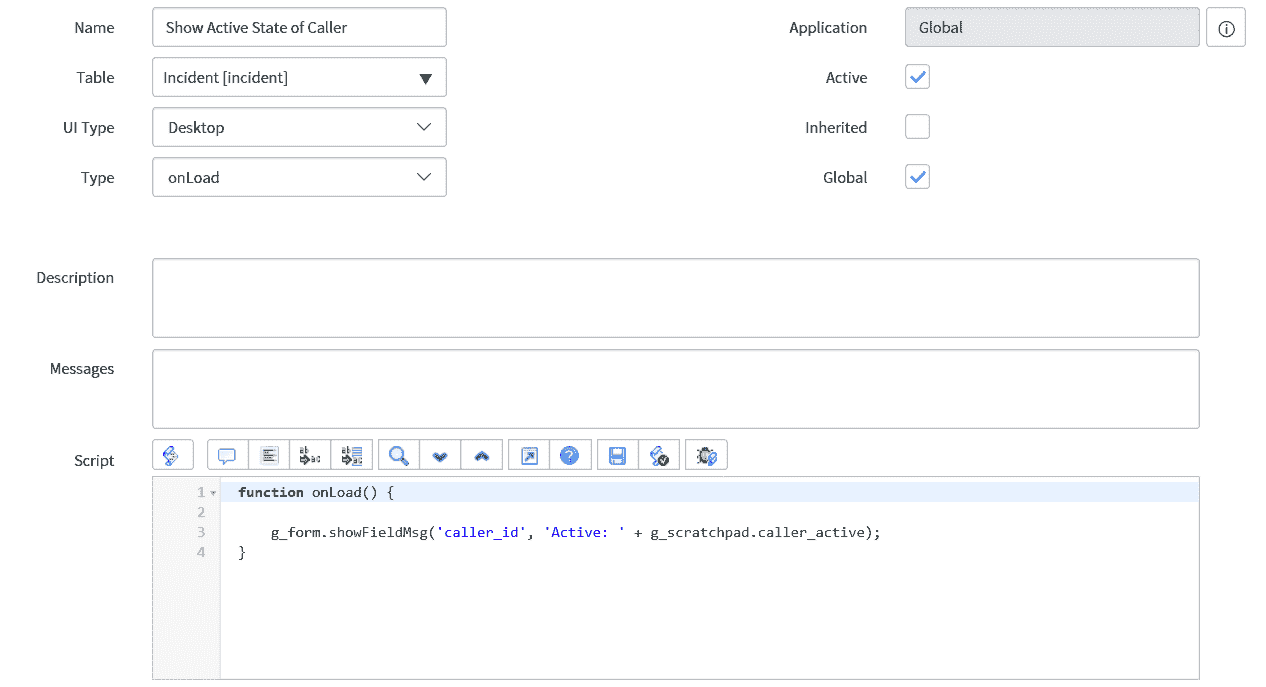 Name Show Active State of Caller Application Global
Table Incident [incident] Active
UI Type Desktop Inherited
Type onLoad Global
Description
Messages
Script
1 function onLoad() {
2
3 g_form.showFieldMsg('caller_id', 'Active: ' + g_scratchpad.caller_active);
4 }